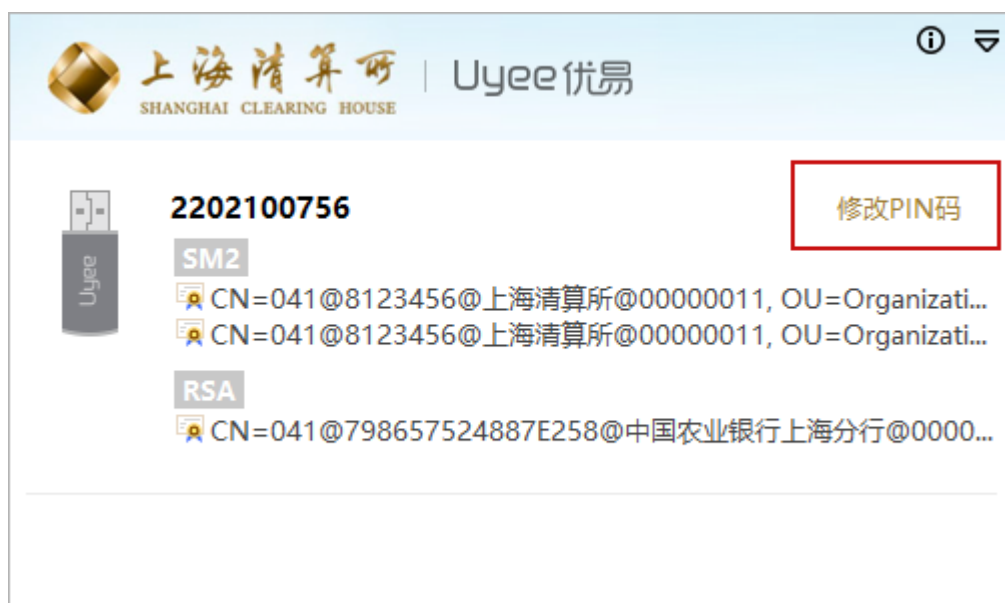 上海清算所 | Uyee优易
SHANGHAI CLEARING HOUSE
2202100756
修改PIN码
Uyee
SM2
CN=041@8123456@上海清算所@00000011, OU=Organizati...
CN=041@8123456@上海清算所@00000011, OU=Organizati...
RSA
CN=041@798657524887E258@中国农业银行上海分行@0000...